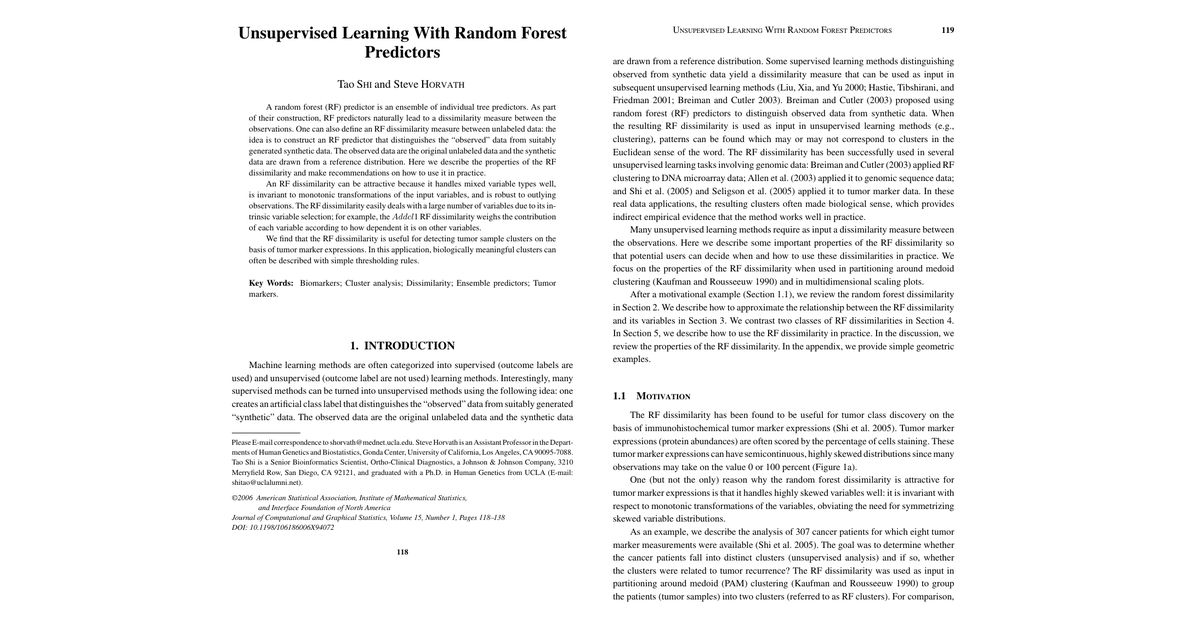 Unsupervised Learning With Random Forest
Predictors
Tao SHI and Steve HORVATH
A random forest (RF) predictor is an ensemble of individual tree predictors. As part
of their construction, RF predictors naturally lead to a dissimilarity measure between the
observations. One can also define an RF dissimilarity measure between unlabeled data: the
idea is to construct an RF predictor that distinguishes the “observed” data from suitably
generated synthetic data. The observed data are the original unlabeled data and the synthetic
data are drawn from a reference distribution. Here we describe the properties of the RF
dissimilarity and make recommendations on how to use it in practice.
An RF dissimilarity can be attractive because it handles mixed variable types well,
is invariant to monotonic transformations of the input variables, and is robust to outlying
observations. The RF dissimilarity easily deals with a large number of variables due to its in-
trinsic variable selection; for example, the Addcl1 RF dissimilarity weighs the contribution
of each variable according to how dependent it is on other variables.
We find that the RF dissimilarity is useful for detecting tumor sample clusters on the
basis of tumor marker expressions. In this application, biologically meaningful clusters can
often be described with simple thresholding rules.
Key Words: Biomarkers; Cluster analysis; Dissimilarity; Ensemble predictors; Tumor
markers.
1. INTRODUCTION
Machine learning methods are often categorized into supervised (outcome labels are
used) and unsupervised (outcome label are not used) learning methods. Interestingly, many
supervised methods can be turned into unsupervised methods using the following idea: one
creates an artificial class label that distinguishes the “observed” data from suitably generated
“synthetic” data. The observed data are the original unlabeled data and the synthetic data
Please E-mail correspondence to shorvath@mednet.ucla.edu. Steve Horvath is an Assistant Professor in the Depart-
ments of Human Genetics and Biostatistics, Gonda Center, University of California, Los Angeles, CA 90095-7088.
Tao Shi is a Senior Bioinformatics Scientist, Ortho-Clinical Diagnostics, a Johnson & Johnson Company, 3210
Merryfield Row, San Diego, CA 92121, and graduated with a Ph.D. in Human Genetics from UCLA (E-mail:
shitao@uclalumni.net).
©2006 American Statistical Association, Institute of Mathematical Statistics,
and Interface Foundation of North America
Journal of Computational and Graphical Statistics, Volume 15, Number 1, Pages 118–138
DOI: 10.1198/106186006X94072
118
UNSUPERVISED LEARNING WITH RANDOM FOREST PREDICTORS 119
are drawn from a reference distribution. Some supervised learning methods distinguishing
observed from synthetic data yield a dissimilarity measure that can be used as input in
subsequent unsupervised learning methods (Liu, Xia, and Yu 2000; Hastie, Tibshirani, and
Friedman 2001; Breiman and Cutler 2003). Breiman and Cutler (2003) proposed using
random forest (RF) predictors to distinguish observed data from synthetic data. When
the resulting RF dissimilarity is used as input in unsupervised learning methods (e.g.,
clustering), patterns can be found which may or may not correspond to clusters in the
Euclidean sense of the word. The RF dissimilarity has been successfully used in several
unsupervised learning tasks involving genomic data: Breiman and Cutler (2003) applied RF
clustering to DNA microarray data; Allen et al. (2003) applied it to genomic sequence data;
and Shi et al. (2005) and Seligson et al. (2005) applied it to tumor marker data. In these
real data applications, the resulting clusters often made biological sense, which provides
indirect empirical evidence that the method works well in practice.
Many unsupervised learning methods require as input a dissimilarity measure between
the observations. Here we describe some important properties of the RF dissimilarity so
that potential users can decide when and how to use these dissimilarities in practice. We
focus on the properties of the RF dissimilarity when used in partitioning around medoid
clustering (Kaufman and Rousseeuw 1990) and in multidimensional scaling plots.
After a motivational example (Section 1.1), we review the random forest dissimilarity
in Section 2. We describe how to approximate the relationship between the RF dissimilarity
and its variables in Section 3. We contrast two classes of RF dissimilarities in Section 4.
In Section 5, we describe how to use the RF dissimilarity in practice. In the discussion, we
review the properties of the RF dissimilarity. In the appendix, we provide simple geometric
examples.
1.1 MOTIVATION
The RF dissimilarity has been found to be useful for tumor class discovery on the
basis of immunohistochemical tumor marker expressions (Shi et al. 2005). Tumor marker
expressions (protein abundances) are often scored by the percentage of cells staining. These
tumor marker expressions can have semicontinuous, highly skewed distributions since many
observations may take on the value 0 or 100 percent (Figure 1a).
One (but not the only) reason why the random forest dissimilarity is attractive for
tumor marker expressions is that it handles highly skewed variables well: it is invariant with
respect to monotonic transformations of the variables, obviating the need for symmetrizing
skewed variable distributions.
As an example, we describe the analysis of 307 cancer patients for which eight tumor
marker measurements were available (Shi et al. 2005). The goal was to determine whether
the cancer patients fall into distinct clusters (unsupervised analysis) and if so, whether
the clusters were related to tumor recurrence? The RF dissimilarity was used as input in
partitioning around medoid (PAM) clustering (Kaufman and Rousseeuw 1990) to group
the patients (tumor samples) into two clusters (referred to as RF clusters). For comparison,